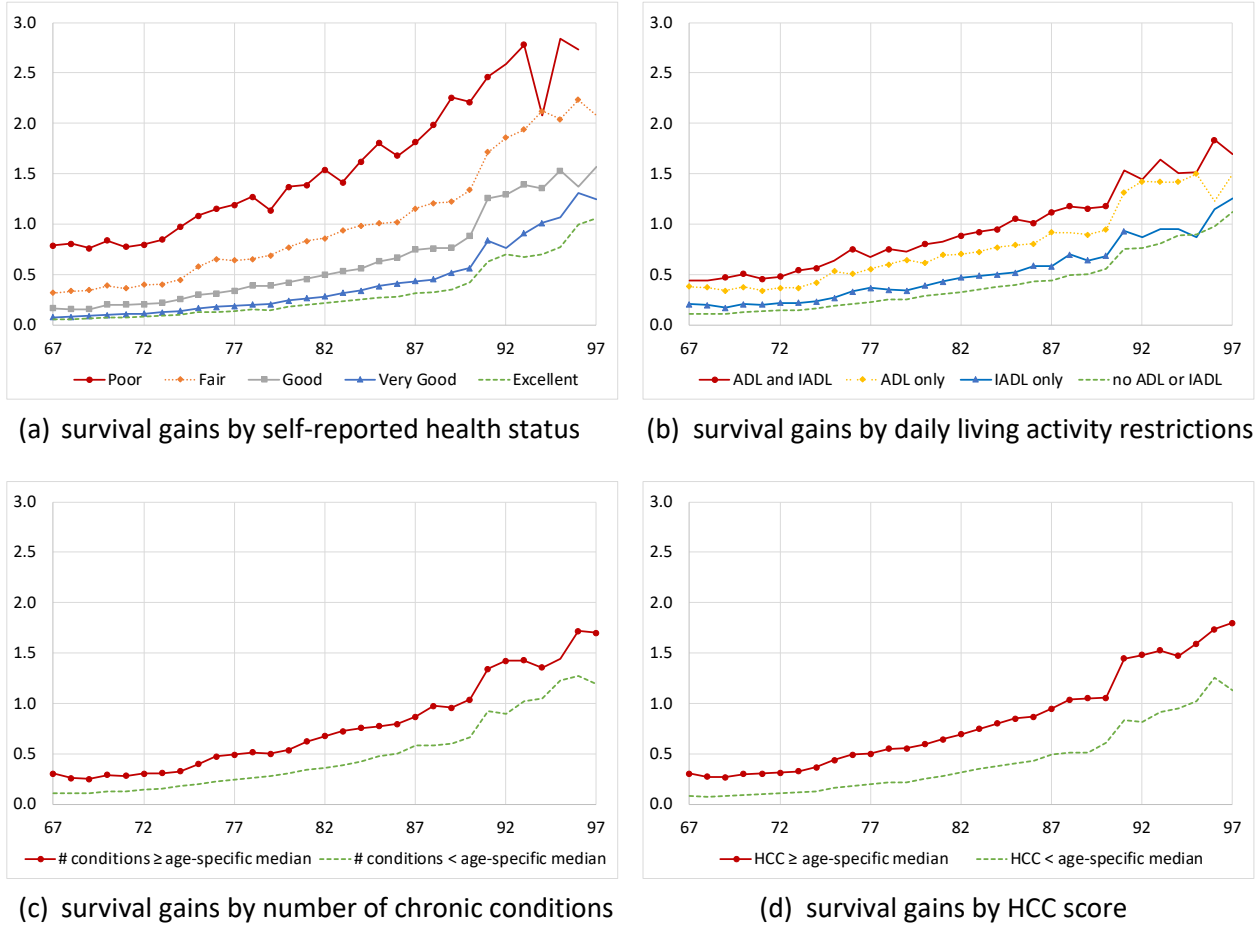 3.0
2.5
2.0
1.5
1.0
0.5
0.0
67 72 77 82 87 92 97
Poor Fair Good Very Good Excellent
(a) survival gains by self-reported health status
3.0
2.5
2.0
1.5
1.0
0.5
0.0
67 72 77 82 87 92 97
ADL and IADL ADL only IADL only no ADL or IADL
(b) survival gains by daily living activity restrictions
3.0
2.5
2.0
1.5
1.0
0.5
0.0
67 72 77 82 87 92 97
# conditions ≥ age-specific median # conditions < age-specific median
(c) survival gains by number of chronic conditions
3.0
2.5
2.0
1.5
1.0
0.5
0.0
67 72 77 82 87 92 97
HCC ≥ age-specific median HCC < age-specific median
(d) survival gains by HCC score